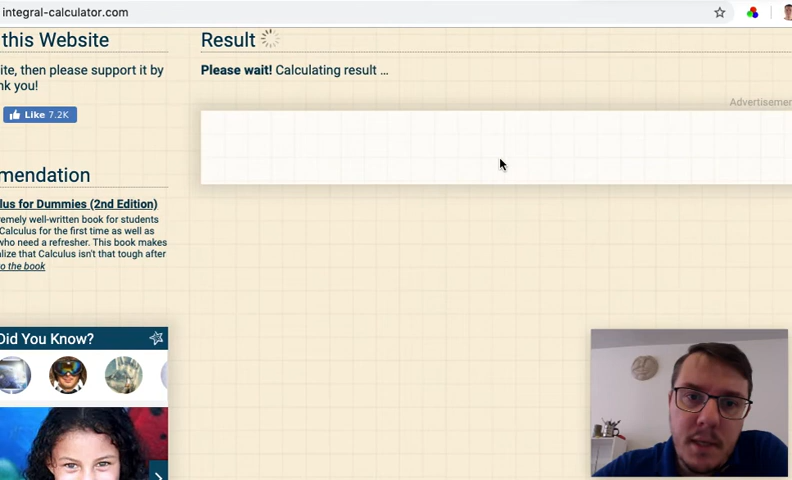 integral-calculator.com
this Website
ite, then please support it by
nk you!
Like 7.2K
mendation
lus for Dummies (2nd Edition)
remely well-written book for students
Calculus for the first time as well as
who need a refresher. This book makes
alize that Calculus isn't that tough after
o the book
Did You Know?
Result
Please wait! Calculating result ...
Advertisemen